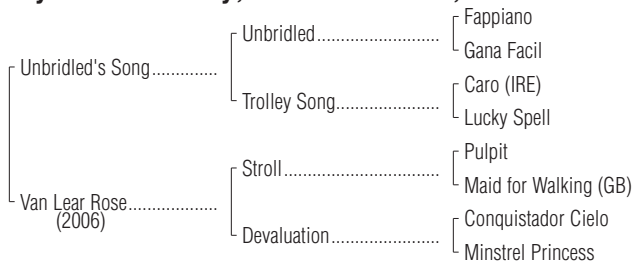 Fappiano
Unbridled..................
Gana Facil
Unbridled's Song.............
Caro (IRE)
Trolley Song...............
Lucky Spell
Pulpit
Stroll........................
Maid for Walking (GB)
Van Lear Rose.................
(2006)
Conquistador Cielo
Devaluation................
Minstrel Princess